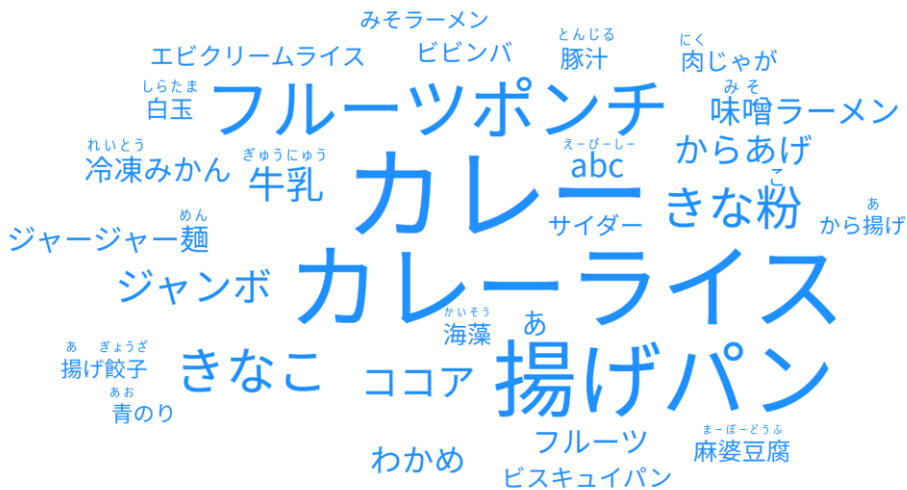 みそラーメン
エビクリームライス
ビビンバ
とんじる
豚汁
にく
肉じゃが
しらたま
白玉
フルーツポンチ
みそ
味噌ラーメン
れいとう
冷凍みかん
ぎゅうにゅう
牛乳
カレー
えーびーしー
abc
からあげ
こ
きな粉
サイダー
あ
から揚げ
めん
ジャージャー麺
ジャンボ
カレーライス
かいそう
海藻
あ
揚げパン
あ ぎょうざ
揚げ餃子
きなこ
ココア
あお
青のり
わかめ
フルーツ
まーぼーどうふ
麻婆豆腐
ビスキュイパン